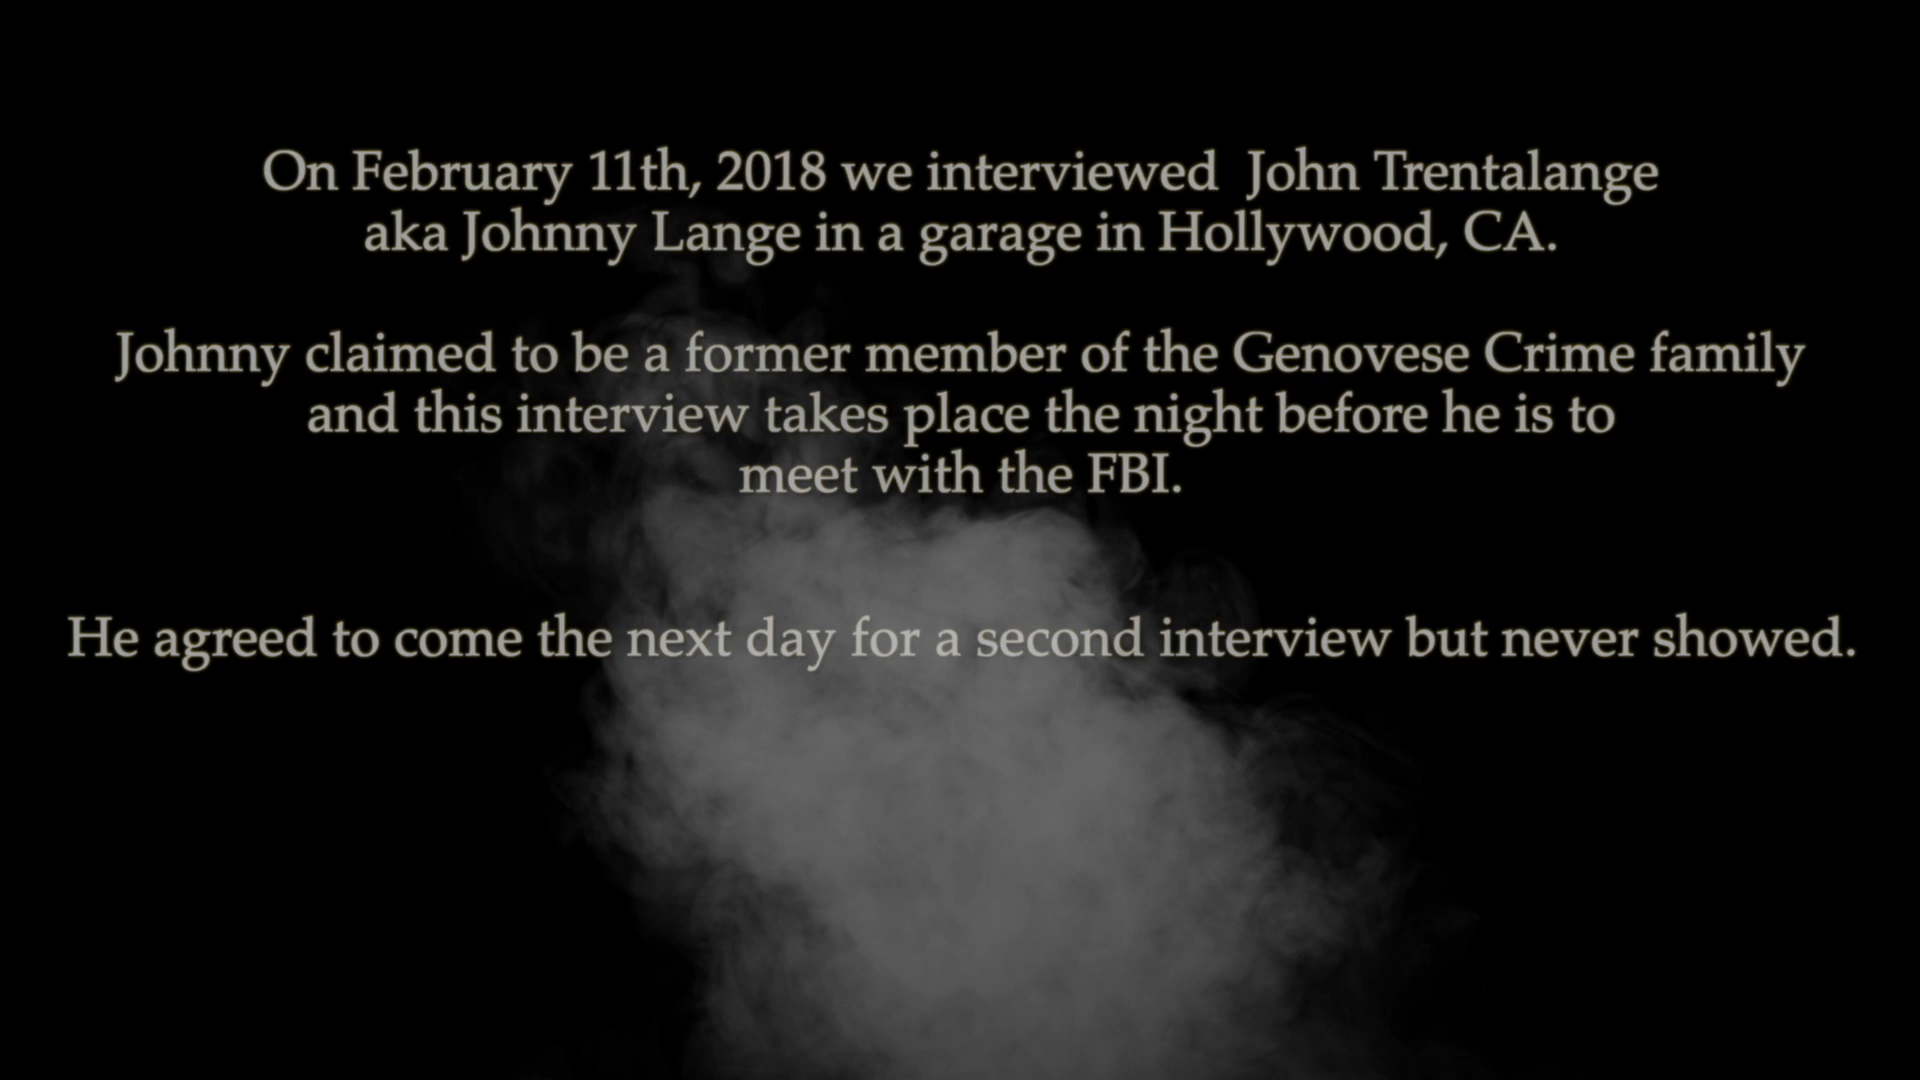 On February 11th, 2018 we interviewed  John Trentalange
aka Johnny Lange in a garage in Hollywood, CA.
Johnny claimed to be a former member of the Genovese Crime family
and this interview takes place the night before he is to
meet with the FBI.
He agreed to come the next day for a second interview but never showed.